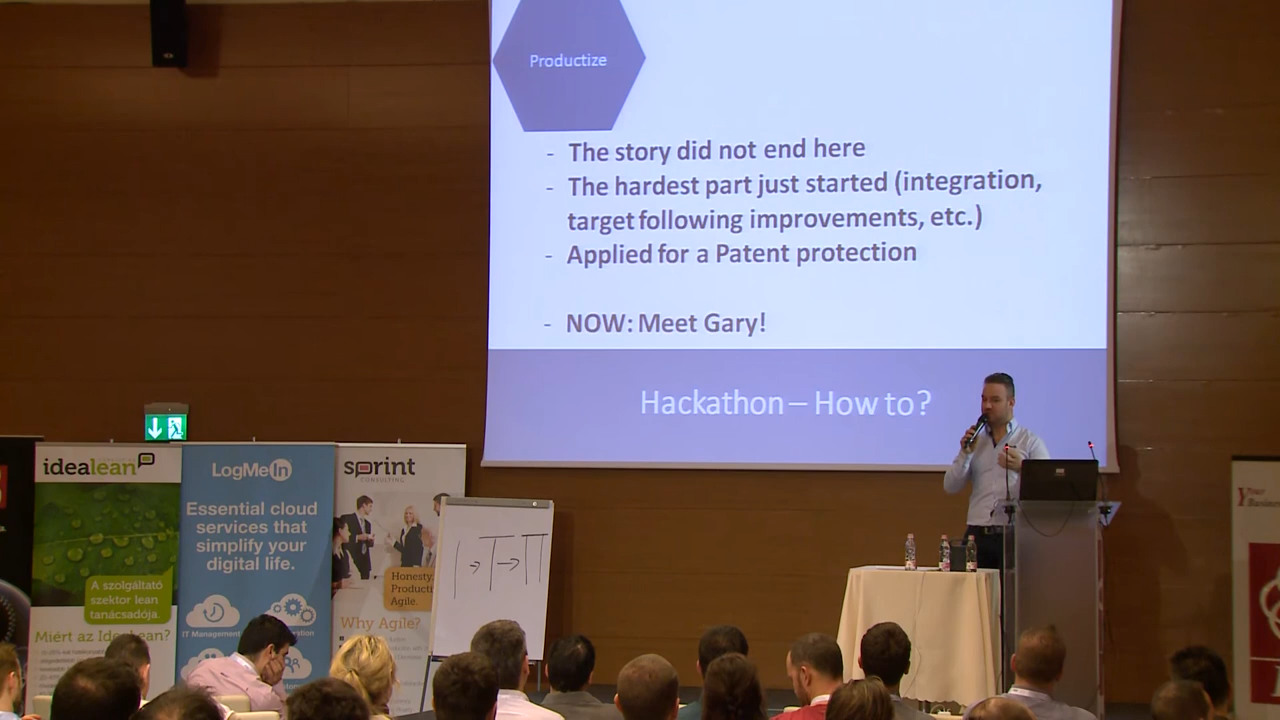 Productize
- The story did not end here
- The hardest part just started (integration,
target following improvements, etc.)
- Applied for a Patent protection
- NOW: Meet Gary!
Hackathon – How to?
idealean
A szolgáltató
szektor lean
tanácsadója.
Miért az IdeaLean?
LogMeIn
Essential cloud
services that
simplify your
digital life.
IT Management
sprint
CONSULTING
Honesty.
Agile.
Why Agile?
Your